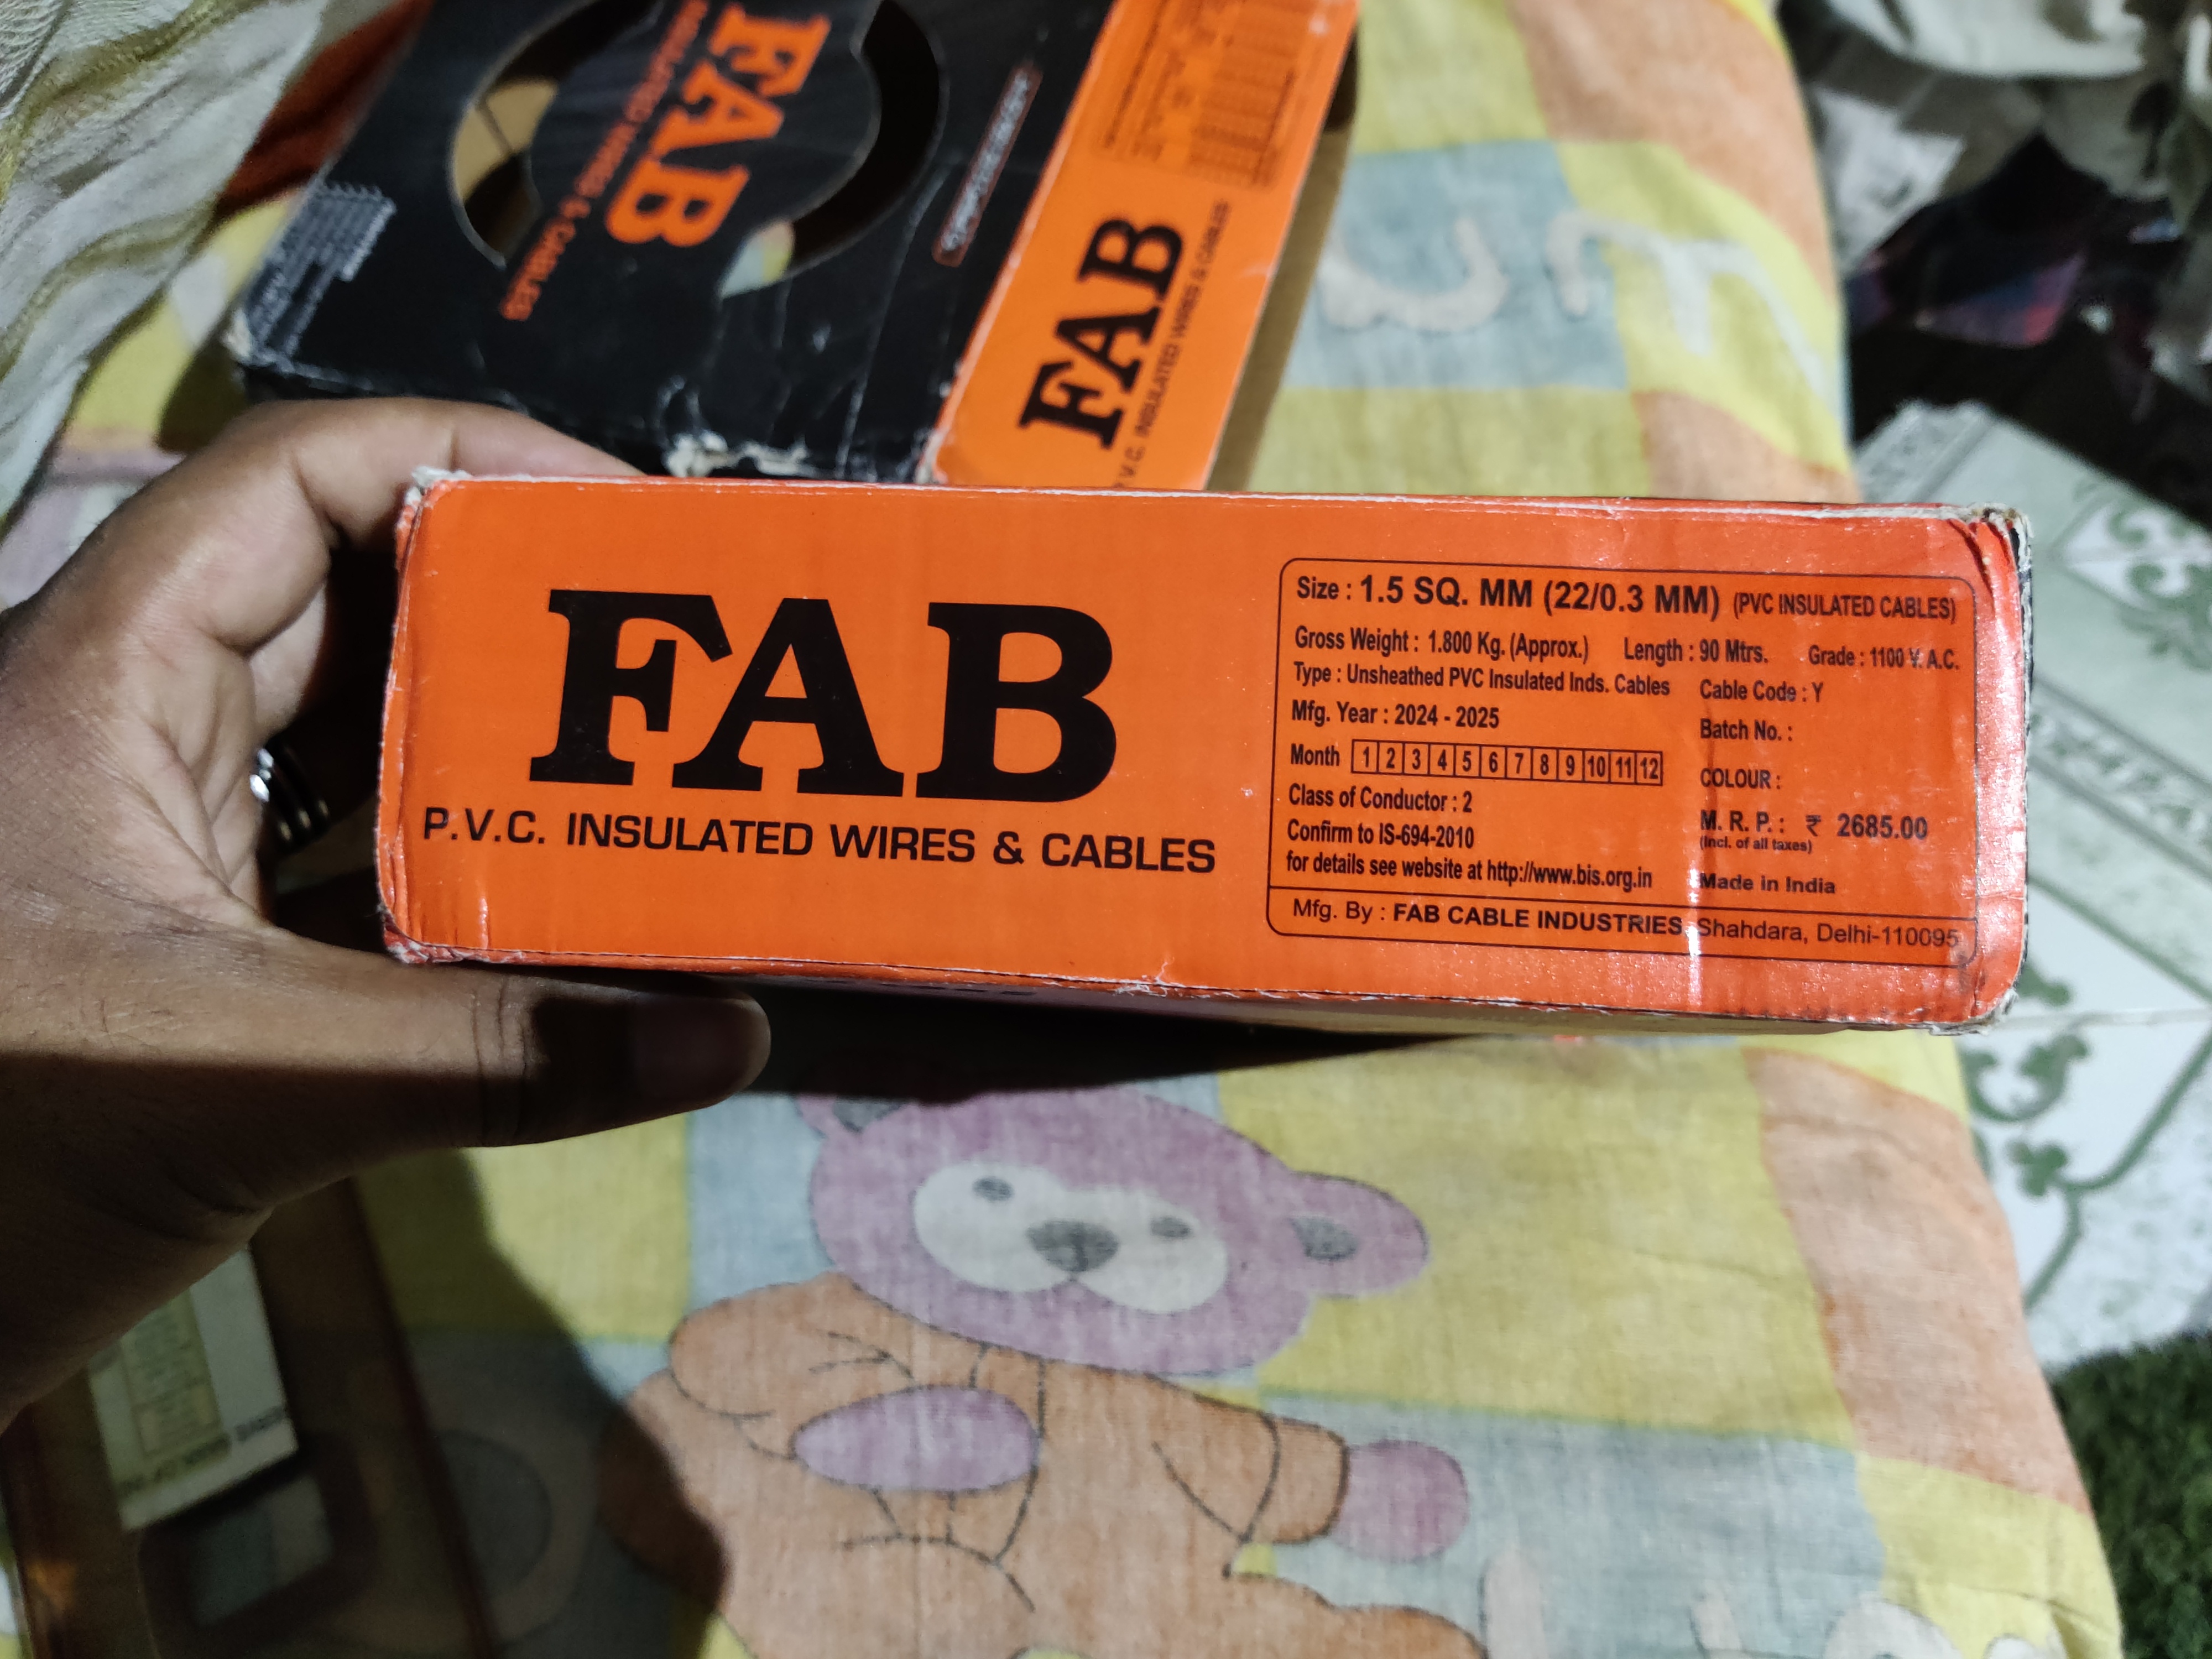 FAB
INSULATED WIRES & CABLES
FAB
P.V.C. INSULATED WIRES & CABLES
FAB
P.V.C. INSULATED WIRES & CABLES
Size : 1.5 SQ. MM (22/0.3 MM) (PVC INSULATED CABLES)
Gross Weight : 1.800 Kg. (Approx.) Length : 90 Mtrs. Grade : 1100 V. A.C.
Type : Unsheathed PVC Insulated Inds. Cables Cable Code : Y
Mfg. Year : 2024 - 2025 Batch No. :
Month 1 2 3 4 5 6 7 8 9 10 11 12 COLOUR :
Class of Conductor : 2
Confirm to IS-694-2010 M. R. P. : ₹ 2685.00
(incl. of all taxes)
for details see website at http://www.bis.org.in Made in India
Mfg. By : FAB CABLE INDUSTRIES, Shahdara, Delhi-110095